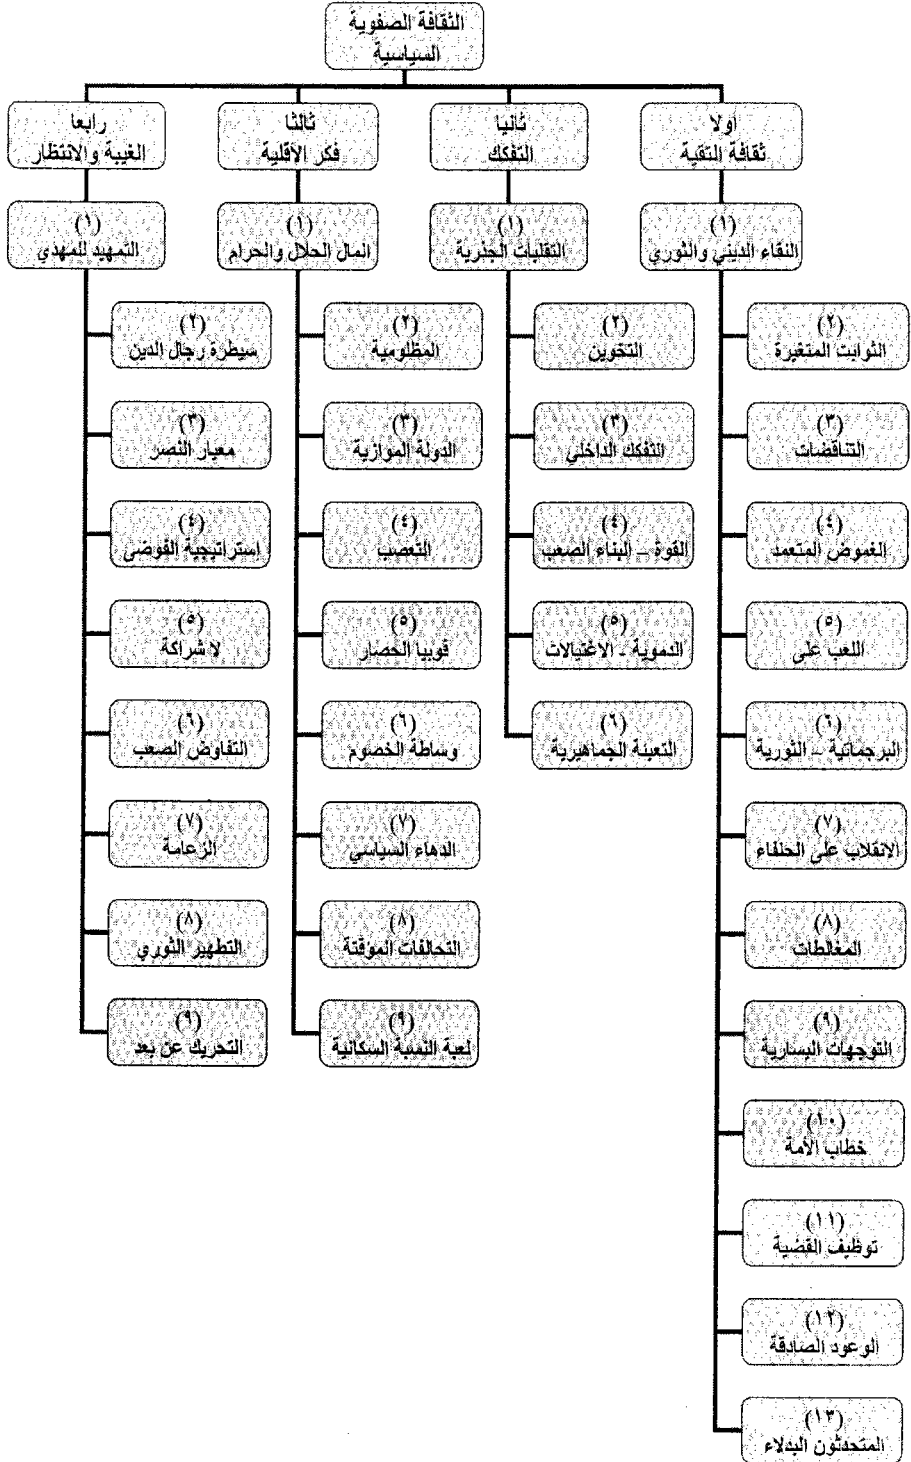 الثقافة الصفوية
السياسية
أولا
ثقافة التقية
(١)
النقاء الديني والثوري
(٢)
الثوابت المتغيرة
(٣)
التناقضات
(٤)
الغموض المتعمد
(٥)
اللعب على
(٦)
البرجماتية – الثورية
(٧)
الانقلاب على الحلفاء
(٨)
المغالطات
(٩)
التوجهات اليسارية
(١٠)
خطاب الأمة
(١١)
توظيف القضية
(١٢)
الوعود الصادقة
(١٣)
المتحدثون البدلاء
ثانيا
التفكك
(١)
التقلبات الجذرية
(٢)
التخوين
(٣)
التفكك الداخلي
(٤)
القوة – البناء الصعب
(٥)
الدموية - الاغتيالات
(٦)
التعبئة الجماهيرية
ثالثا
فكر الأقلية
(١)
المال الحلال والحرام
(٢)
المظلومية
(٣)
الدولة الموازية
(٤)
التعصب
(٥)
فوبيا الحصار
(٦)
وساطة الخصوم
(٧)
الدهاء السياسي
(٨)
التحالفات المؤقتة
(٩)
لعبة النسبة السكانية
رابعا
الغيبة والانتظار
(١)
التمهيد للمهدي
(٢)
سيطرة رجال الدين
(٣)
معيار النصر
(٤)
استراتيجية الفوضى
(٥)
لا شراكة
(٦)
التفاوض الصعب
(٧)
الزعامة
(٨)
التطهير الثوري
(٩)
التحريك عن بعد